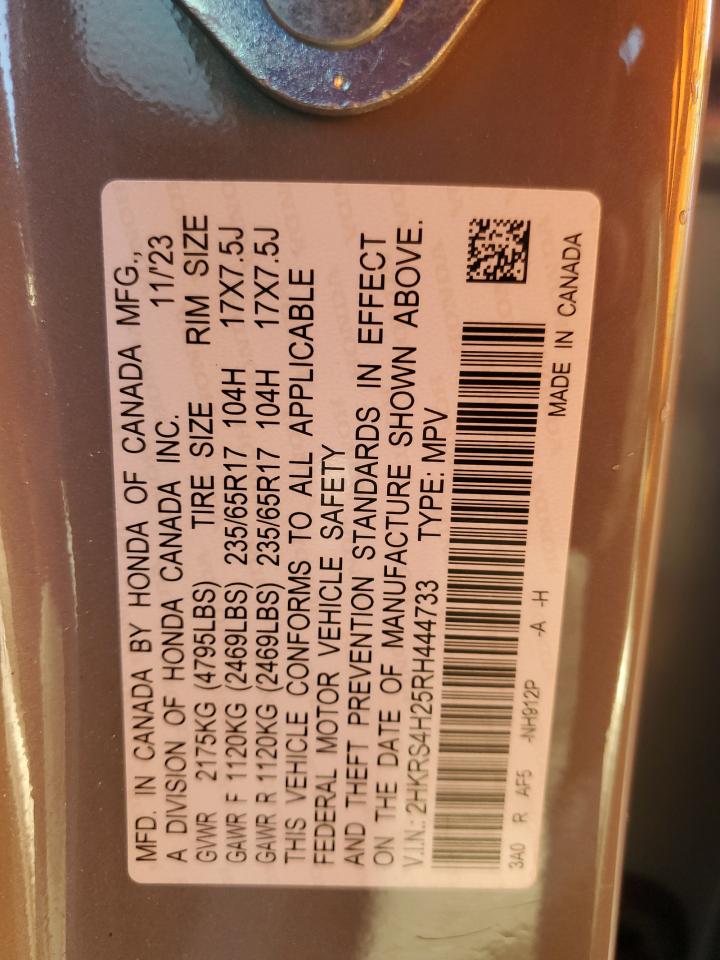 MFD. IN CANADA BY HONDA OF CANADA MFG.,
A DIVISION OF HONDA CANADA INC. 11/'23
GVWR 2175KG (4795LBS) TIRE SIZE RIM SIZE
GAWR F 1120KG (2469LBS) 235/65R17 104H 17X7.5J
GAWR R 1120KG (2469LBS) 235/65R17 104H 17X7.5J
THIS VEHICLE CONFORMS TO ALL APPLICABLE
FEDERAL MOTOR VEHICLE SAFETY
AND THEFT PREVENTION STANDARDS IN EFFECT
ON THE DATE OF MANUFACTURE SHOWN ABOVE.
V.I.N.: 2HKRS4H25RH444733 TYPE: MPV
3A0 R AF5 -NH912P -A -H
MADE IN CANADA